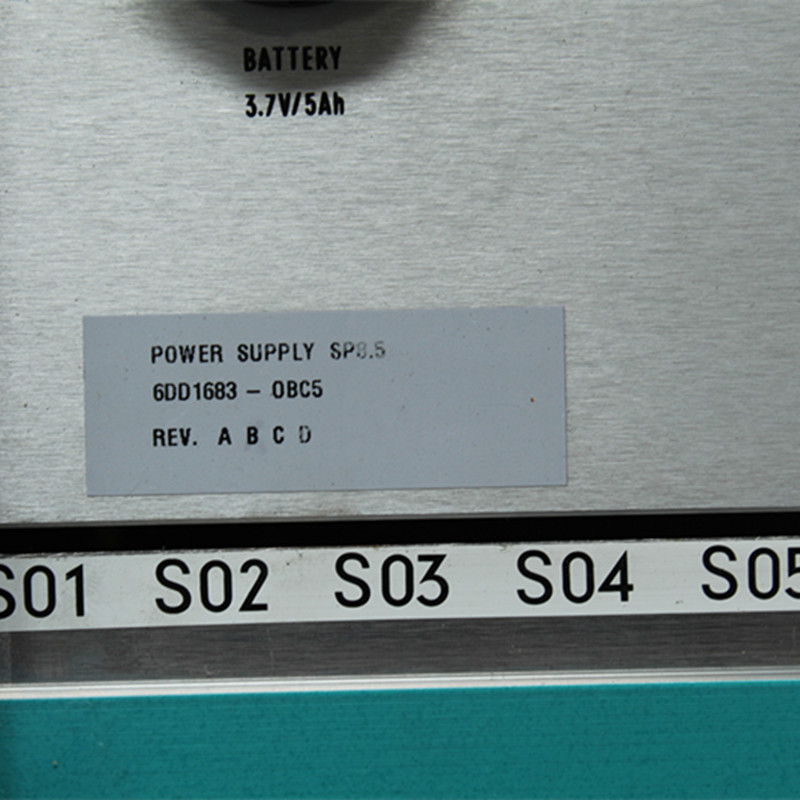 BATTERY
3.7V/5Ah
POWER SUPPLY SP8.5
6DD1683 – 0BC5
REV. A B C D
S01 S02 S03 S04 S05